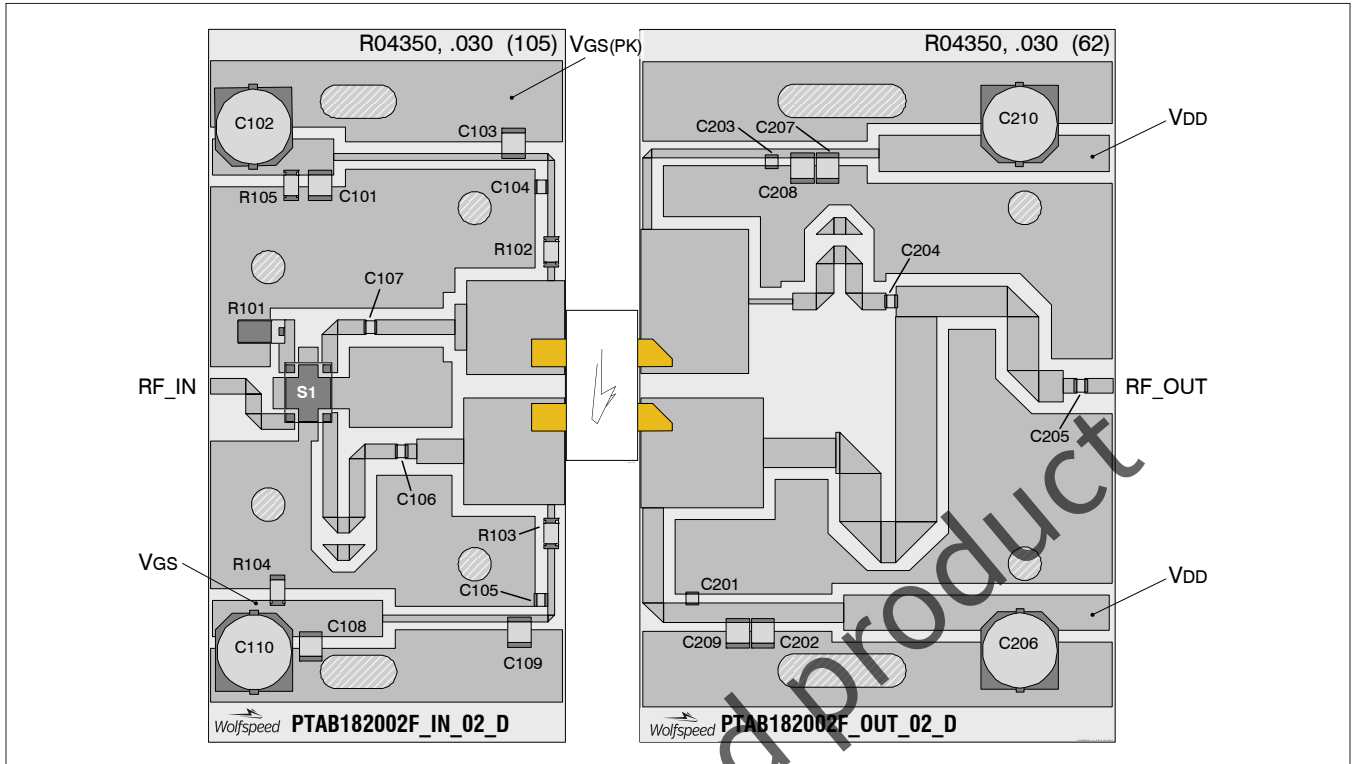 R04350, .030 (105)
VGS(PK)
R04350, .030 (62)
C102
C103
C203
C207
C210
VDD
R105
C101
C104
C208
R102
C107
C204
R101
RF_IN
S1
RF_OUT
C205
C106
R103
VGS
R104
C105
C201
VDD
C110
C108
C109
C209
C202
C206
Wolfspeed
PTAB182002F_IN_02_D
Wolfspeed
PTAB182002F_OUT_02_D
d product